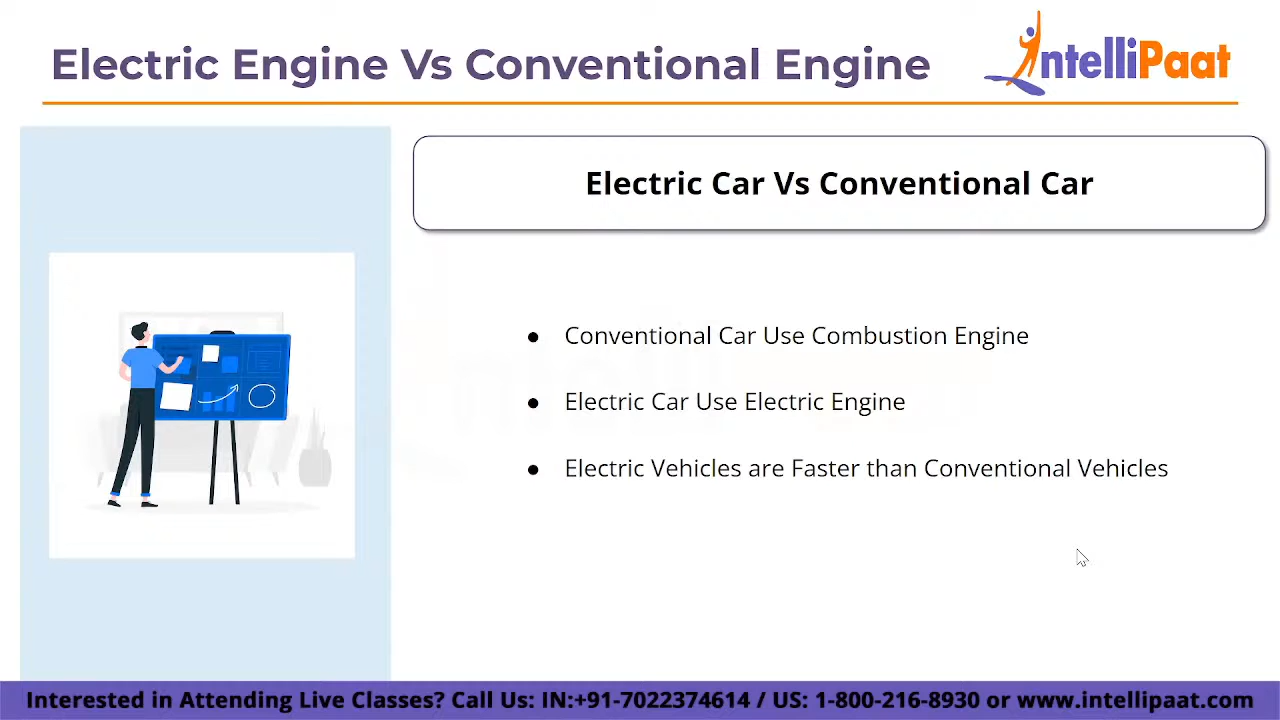 Electric Engine Vs Conventional Engine
IntelliPaat
Electric Car Vs Conventional Car
● Conventional Car Use Combustion Engine
● Electric Car Use Electric Engine
● Electric Vehicles are Faster than Conventional Vehicles
Interested in Attending Live Classes? Call Us: IN:+91-7022374614 / US: 1-800-216-8930 or www.intellipaat.com